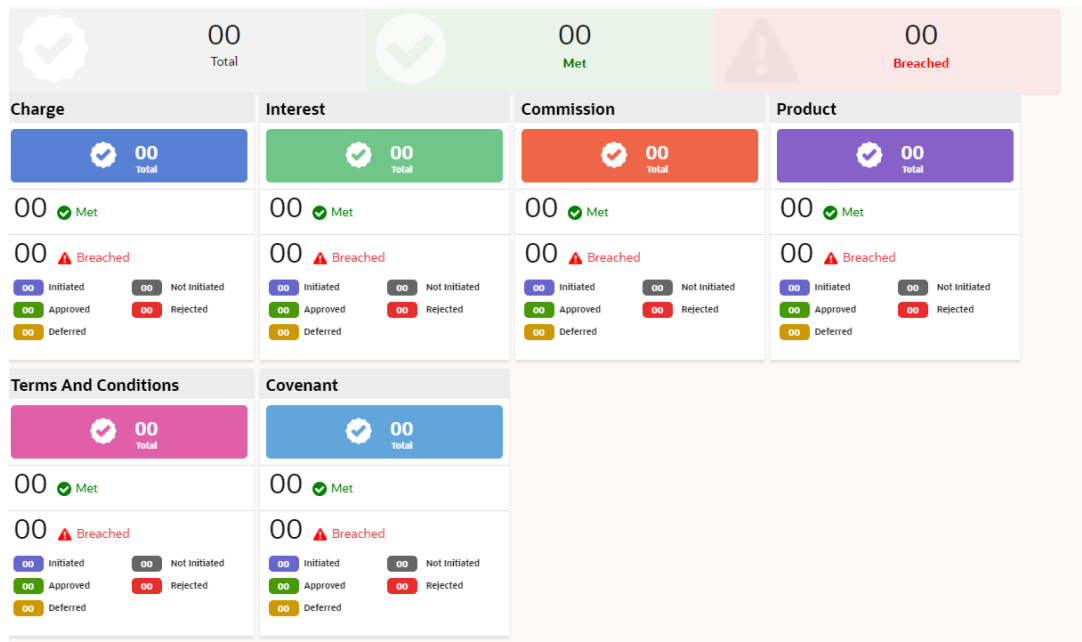 00 00 00
Total Met Breached
Charge Interest Commission Product
00 00 00 00
Total Total Total Total
00 Met 00 Met 00 Met 00 Met
00 Breached 00 Breached 00 Breached 00 Breached
00 Initiated 00 Not Initiated 00 Initiated 00 Not Initiated 00 Initiated 00 Not Initiated 00 Initiated 00 Not Initiated
00 Approved 00 Rejected 00 Approved 00 Rejected 00 Approved 00 Rejected 00 Approved 00 Rejected
00 Deferred 00 Deferred 00 Deferred 00 Deferred
Terms And Conditions Covenant
00 00
Total Total
00 Met 00 Met
00 Breached 00 Breached
00 Initiated 00 Not Initiated 00 Initiated 00 Not Initiated
00 Approved 00 Rejected 00 Approved 00 Rejected
00 Deferred 00 Deferred